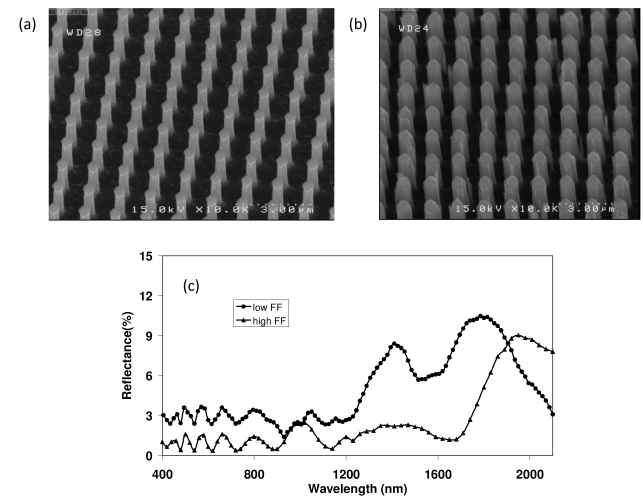 (a)
WD28
15.0kV X10.0K 3.00µm
(b)
WD24
15.0kV X10.0K 3.00µm
(c)
low FF
high FF
15
12
9
6
3
0
Reflectance(%)
400 800 1200 1600 2000
Wavelength (nm)